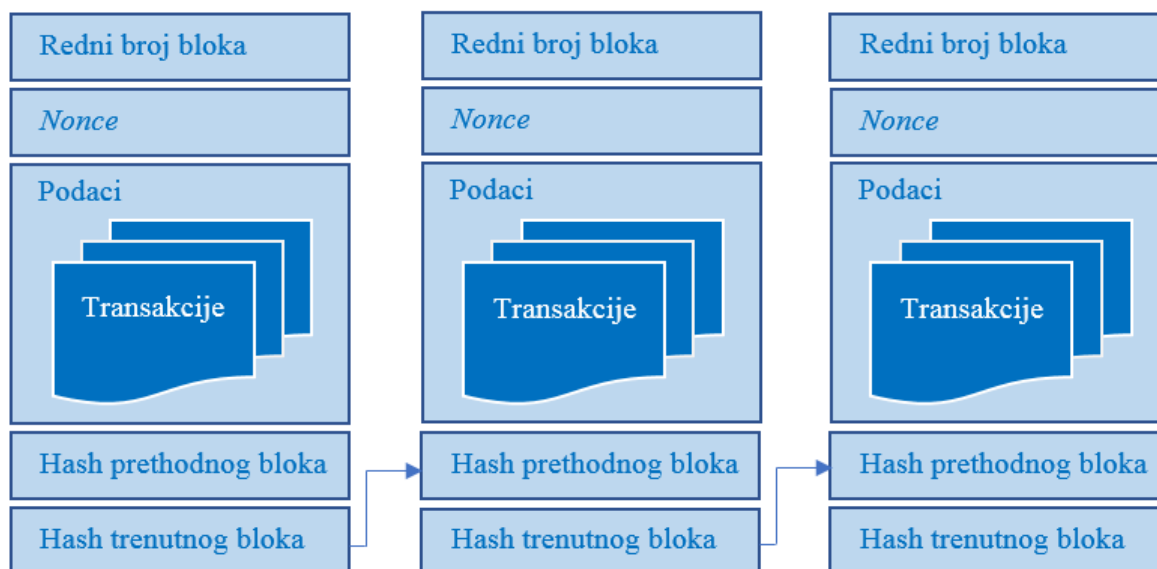 Redni broj bloka
Nonce
Podaci
Transakcije
Hash prethodnog bloka
Hash trenutnog bloka
Redni broj bloka
Nonce
Podaci
Transakcije
Hash prethodnog bloka
Hash trenutnog bloka
Redni broj bloka
Nonce
Podaci
Transakcije
Hash prethodnog bloka
Hash trenutnog bloka